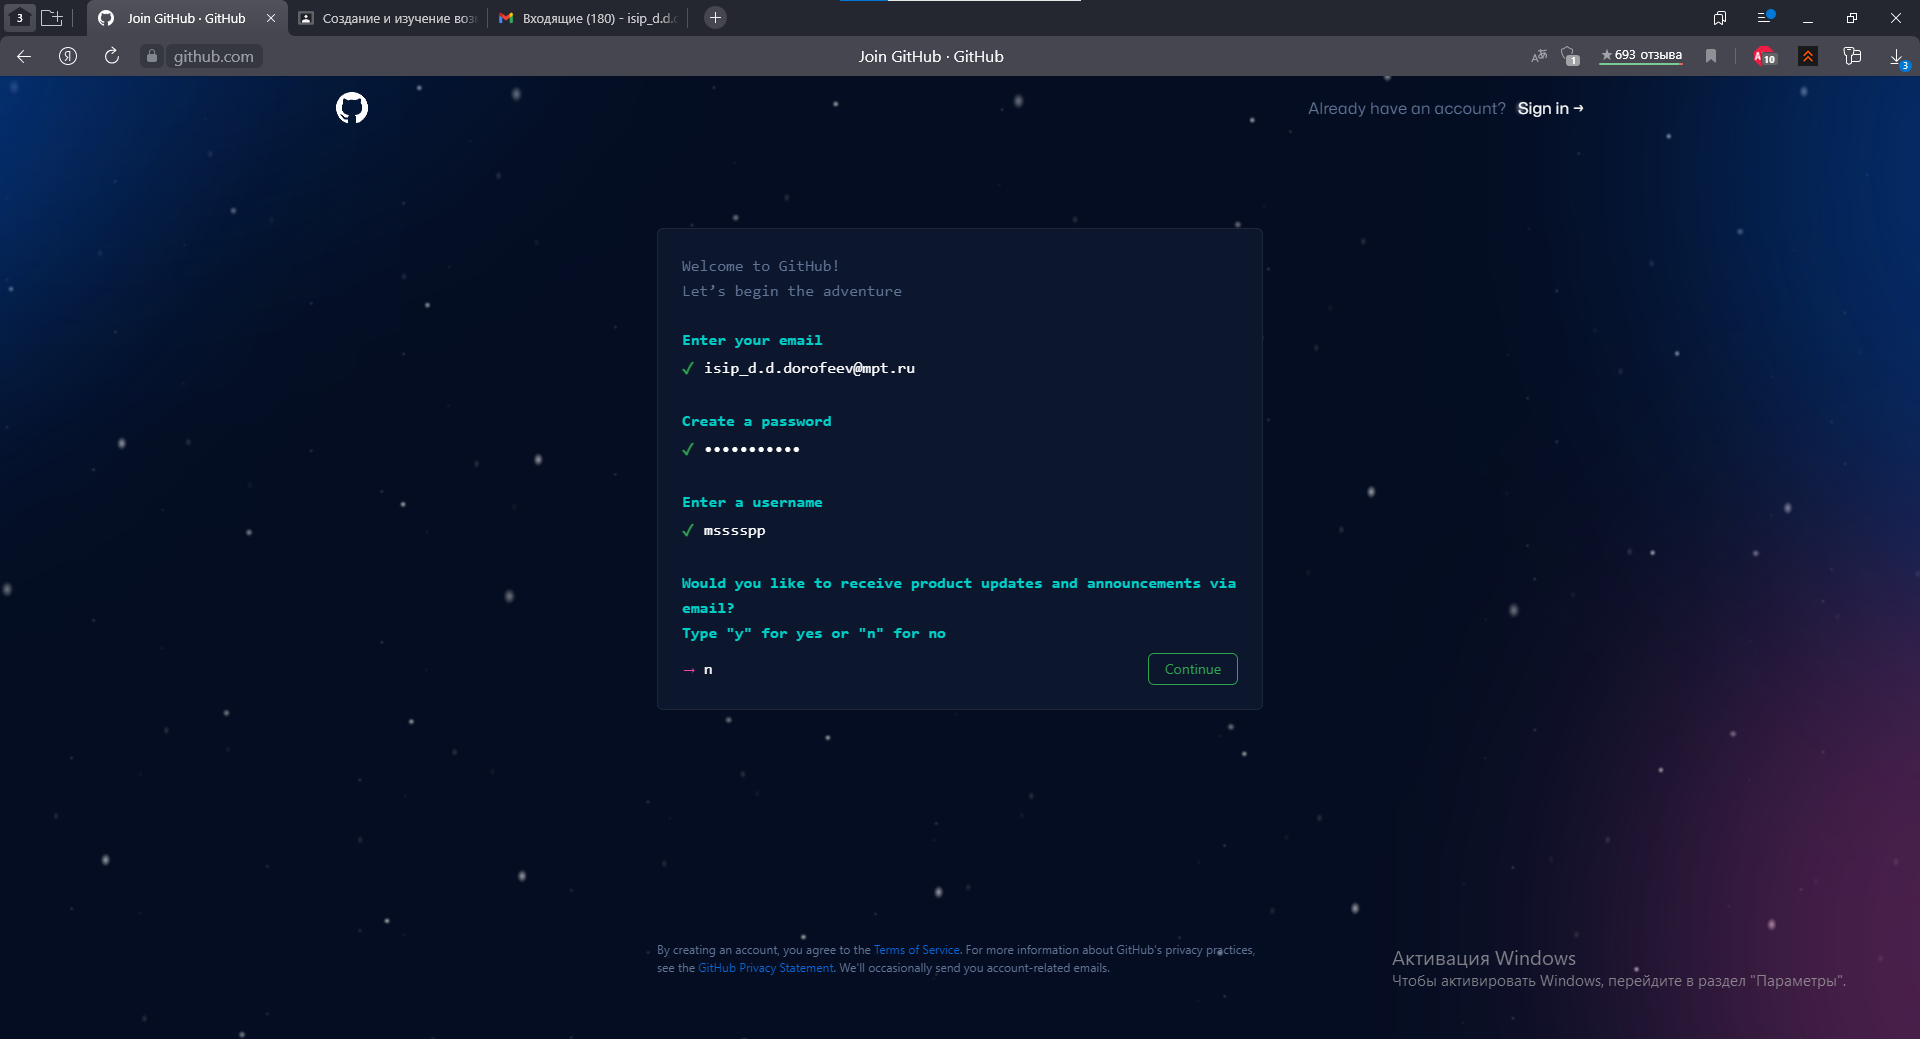 3
Join GitHub · GitHub
Создание и изучение воз
Входящие (180) - isip_d.d.
github.com
Join GitHub · GitHub
1
693 отзыва
10
3
Already have an account? Sign in →
Welcome to GitHub!
Let’s begin the adventure
Enter your email
✓ isip_d.d.dorofeev@mpt.ru
Create a password
✓ •••••••••••
Enter a username
✓ msssspp
Would you like to receive product updates and announcements via
email?
Type "y" for yes or "n" for no
→ n
Continue
By creating an account, you agree to the Terms of Service. For more information about GitHub's privacy practices,
see the GitHub Privacy Statement. We'll occasionally send you account-related emails.
Активация Windows
Чтобы активировать Windows, перейдите в раздел "Параметры".